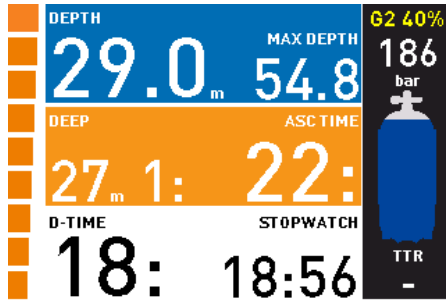 DEPTH
MAX DEPTH
29.0 m 54.8
DEEP
ASC TIME
27 m 1: 22:
D-TIME
STOPWATCH
18: 18:56
G2 40%
186
bar
TTR
-